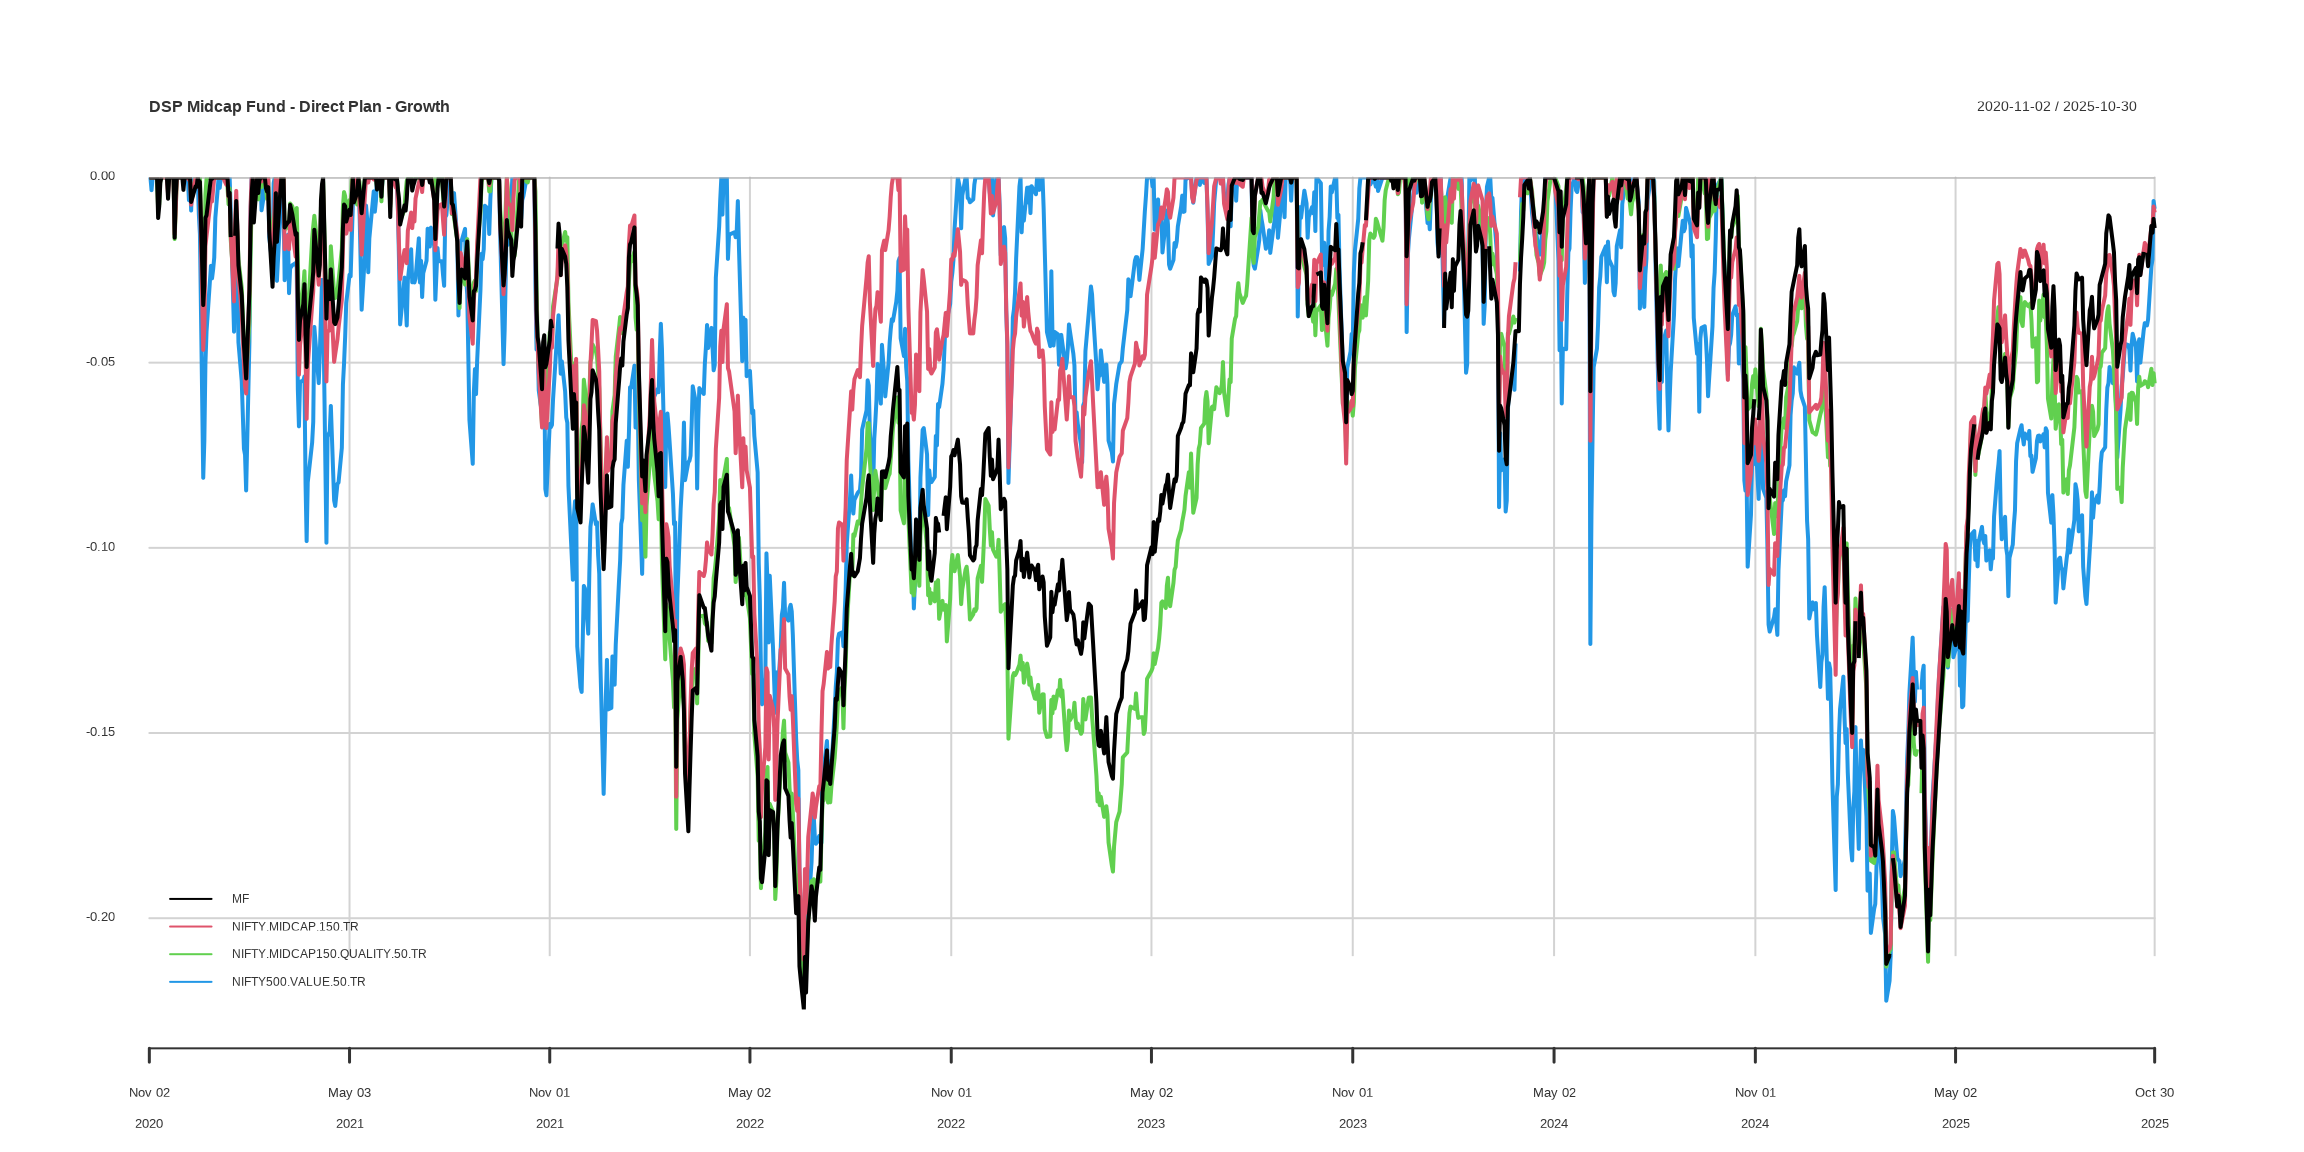 DSP Midcap Fund - Direct Plan - Growth
2020-11-02 / 2025-10-30
0.00
-0.05
-0.10
-0.15
-0.20
MF
NIFTY.MIDCAP.150.TR
NIFTY.MIDCAP150.QUALITY.50.TR
NIFTY500.VALUE.50.TR
Nov 02 May 03 Nov 01 May 02 Nov 01 May 02 Nov 01 May 02 Nov 01 May 02 Oct 30
2020 2021 2021 2022 2022 2023 2023 2024 2024 2025 2025